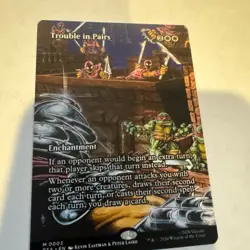 Trouble in Pairs
Enchantment
If an opponent would begin an extra turn,
that player skips that turn instead.
Whenever an opponent attacks you with
two or more creatures, draws their second
card each turn, or casts their second spell
each turn, you draw a card.
M 0002
KEVIN EASTMAN & PETER LAIRD